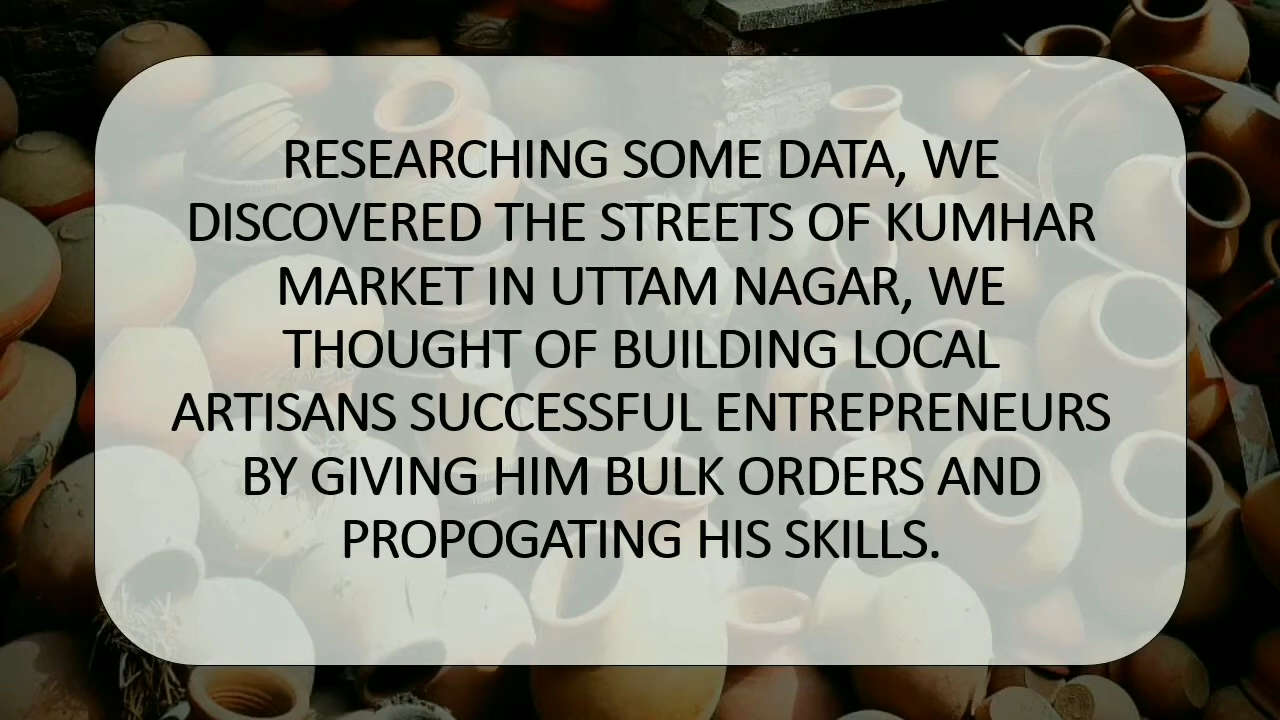 RESEARCHING SOME DATA, WE
DISCOVERED THE STREETS OF KUMHAR
MARKET IN UTTAM NAGAR, WE
THOUGHT OF BUILDING LOCAL
ARTISANS SUCCESSFUL ENTREPRENEURS
BY GIVING HIM BULK ORDERS AND
PROPOGATING HIS SKILLS.